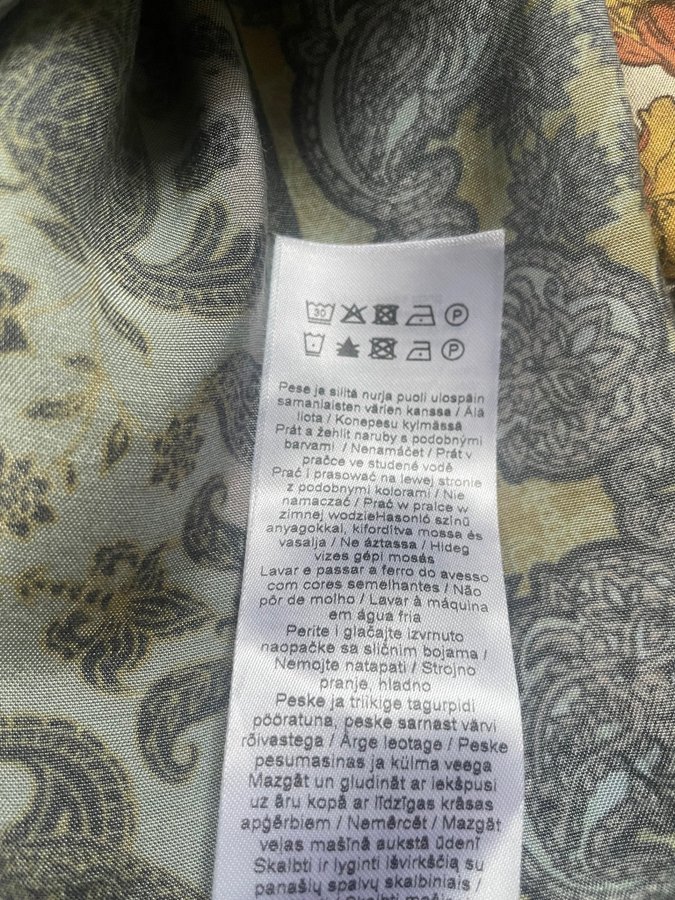 30
P
P
Pese ja silitä nurja puoli ulospäin
samanlaisten värien kanssa / Älä
liota / Konepesu kylmässä
Prát a žehlit naruby s podobnými
barvami / Nenamáčet / Prát v
pračce ve studené vodě
Prać i prasować na lewej stronie
z podobnymi kolorami / Nie
namaczać / Prać w pralce w
zimnej wodzieHasonló színű
anyagokkal, kifordítva mossa és
vasalja / Ne áztassa / Hideg
vizes gépi mosás
Lavar e passar a ferro do avesso
com cores semelhantes / Não
pôr de molho / Lavar à máquina
em água fria
Perite i glačajte izvrnuto
naopačke sa sličnim bojama /
Nemojte natapati / Strojno
pranje, hladno
Peske ja triikige tagurpidi
pööratuna, peske sarnast värvi
rõivastega / Ärge leotage / Peske
pesumasinas ja külma veega
Mazgāt un gludināt ar iekšpusi
uz āru kopā ar līdzīgas krāsas
apģērbiem / Nemērcēt / Mazgāt
veļas mašīnā aukstā ūdenī
Skalbti ir lyginti išvirkščią su
panašių spalvų skalbiniais /